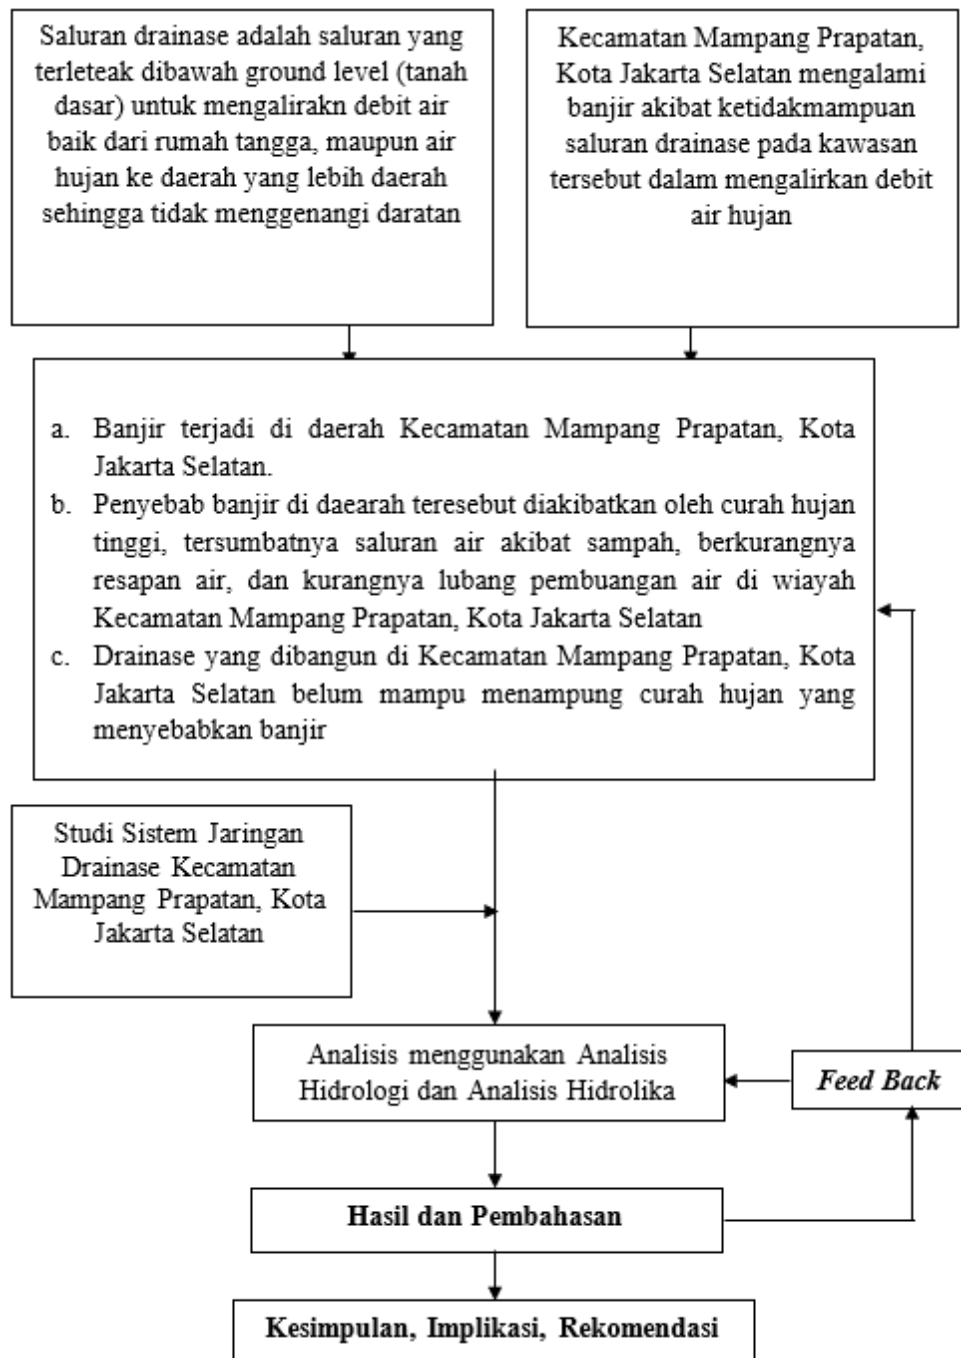 Saluran drainase adalah saluran yang
terleteak dibawah ground level (tanah
dasar) untuk mengalirakn debit air
baik dari rumah tangga, maupun air
hujan ke daerah yang lebih daerah
sehingga tidak menggenangi daratan
Kecamatan Mampang Prapatan,
Kota Jakarta Selatan mengalami
banjir akibat ketidakmampuan
saluran drainase pada kawasan
tersebut dalam mengalirkan debit
air hujan
a. Banjir terjadi di daerah Kecamatan Mampang Prapatan, Kota
Jakarta Selatan.
b. Penyebab banjir di daearah teresebut diakibatkan oleh curah hujan
tinggi, tersumbatnya saluran air akibat sampah, berkurangnya
resapan air, dan kurangnya lubang pembuangan air di wiayah
Kecamatan Mampang Prapatan, Kota Jakarta Selatan
c. Drainase yang dibangun di Kecamatan Mampang Prapatan, Kota
Jakarta Selatan belum mampu menampung curah hujan yang
menyebabkan banjir
Studi Sistem Jaringan
Drainase Kecamatan
Mampang Prapatan, Kota
Jakarta Selatan
Analisis menggunakan Analisis
Hidrologi dan Analisis Hidrolika
Feed Back
Hasil dan Pembahasan
Kesimpulan, Implikasi, Rekomendasi